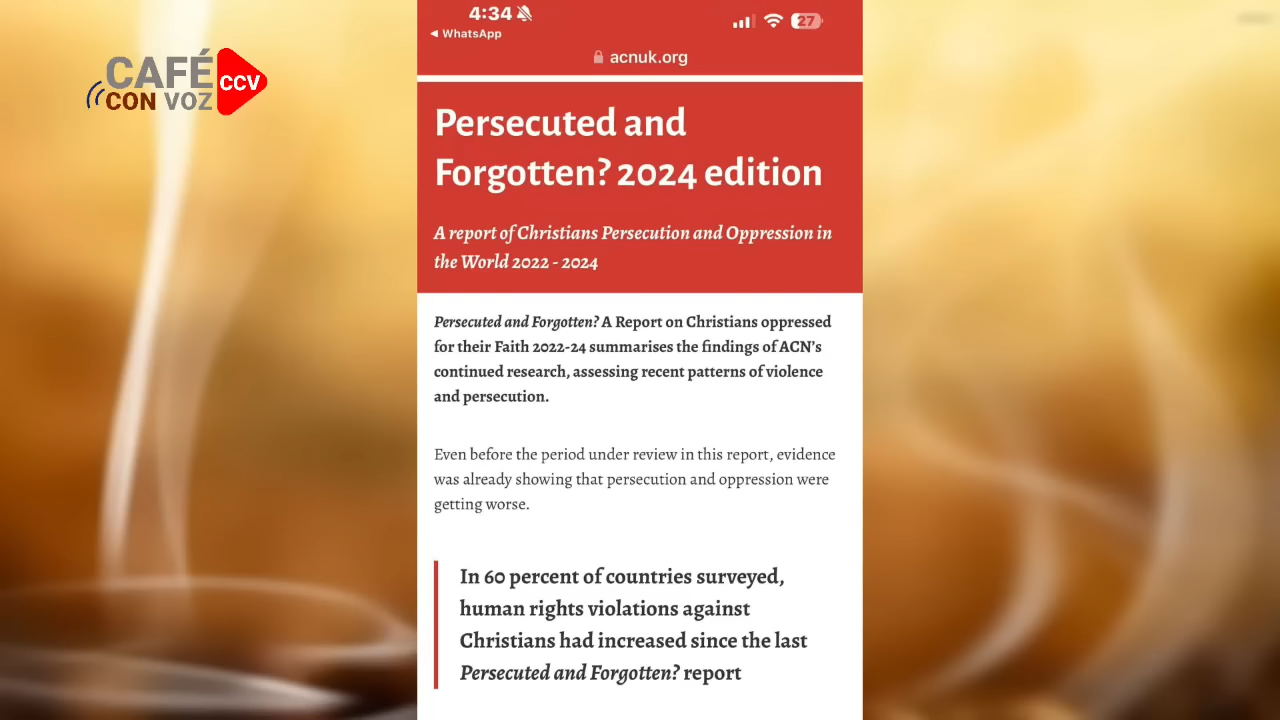 4:34
WhatsApp
27
acnuk.org
CAFÉ
CON VOZ
CCV
Persecuted and
Forgotten? 2024 edition
A report of Christians Persecution and Oppression in
the World 2022 - 2024
Persecuted and Forgotten? A Report on Christians oppressed
for their Faith 2022-24 summarises the findings of ACN's
continued research, assessing recent patterns of violence
and persecution.
Even before the period under review in this report, evidence
was already showing that persecution and oppression were
getting worse.
In 60 percent of countries surveyed,
human rights violations against
Christians had increased since the last
Persecuted and Forgotten? report